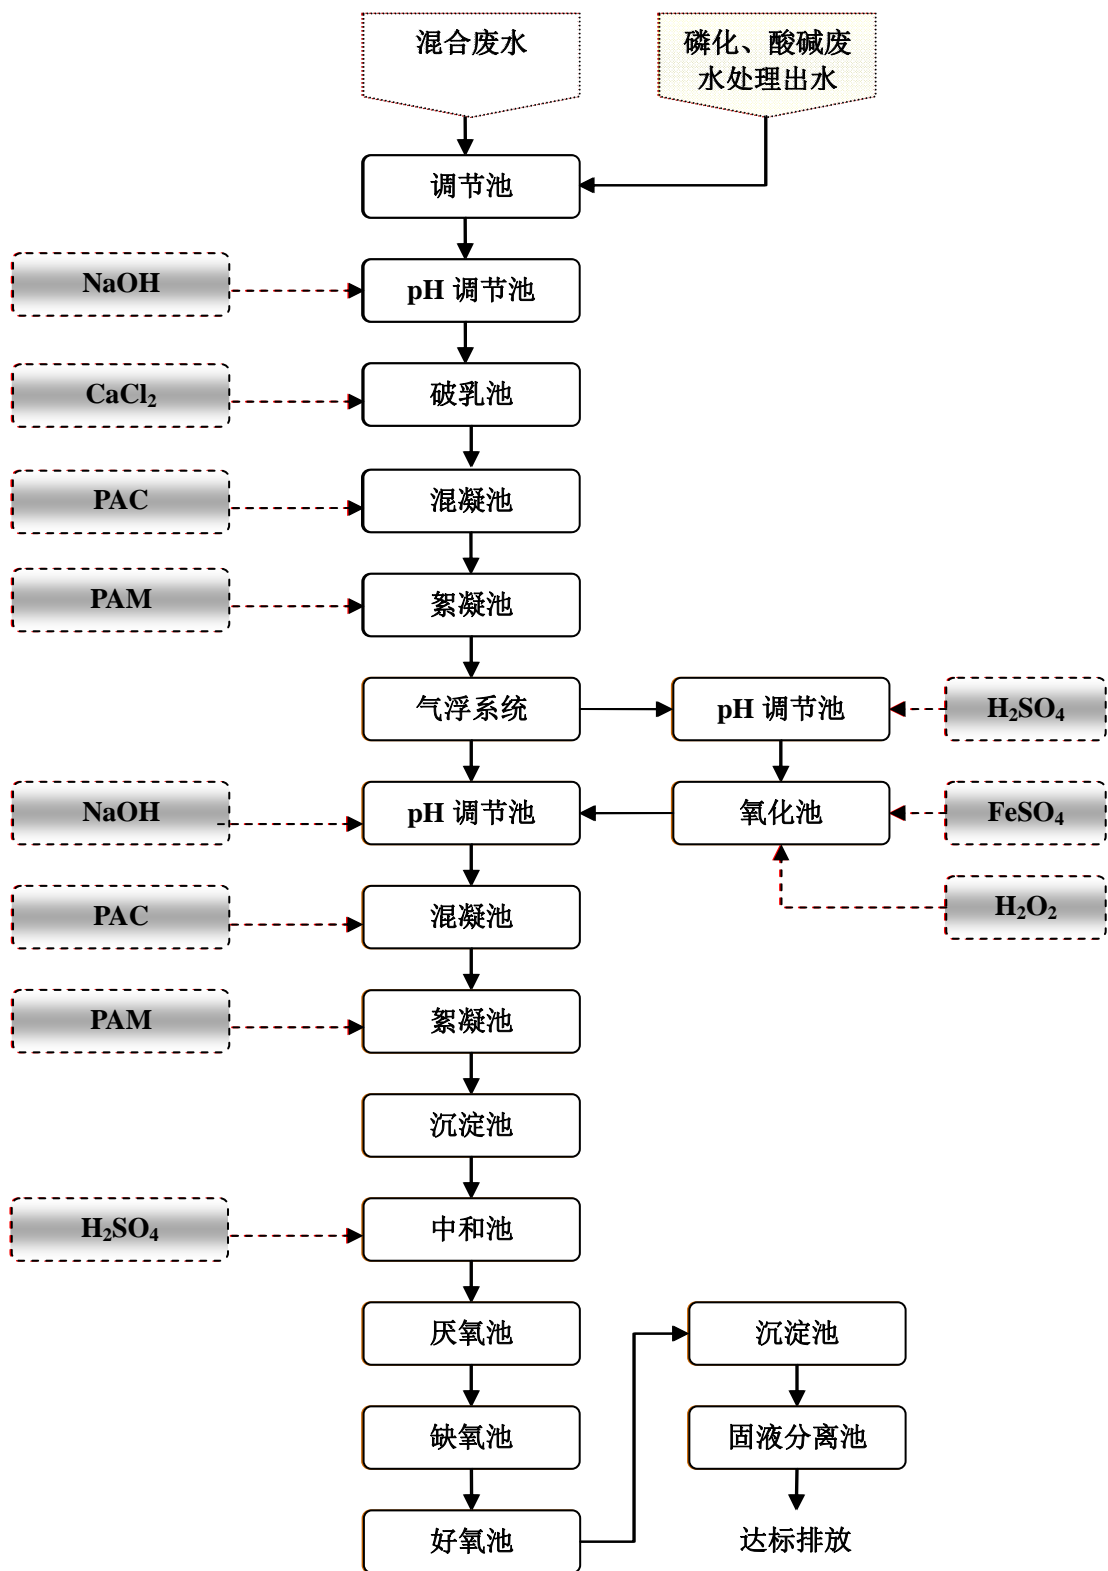 混合废水
磷化、酸碱废
水处理出水
调节池
NaOH
pH 调节池
CaCl₂
破乳池
PAC
混凝池
PAM
絮凝池
气浮系统
pH 调节池
H₂SO₄
NaOH
pH 调节池
氧化池
FeSO₄
PAC
混凝池
H₂O₂
PAM
絮凝池
沉淀池
H₂SO₄
中和池
厌氧池
沉淀池
缺氧池
固液分离池
好氧池
达标排放